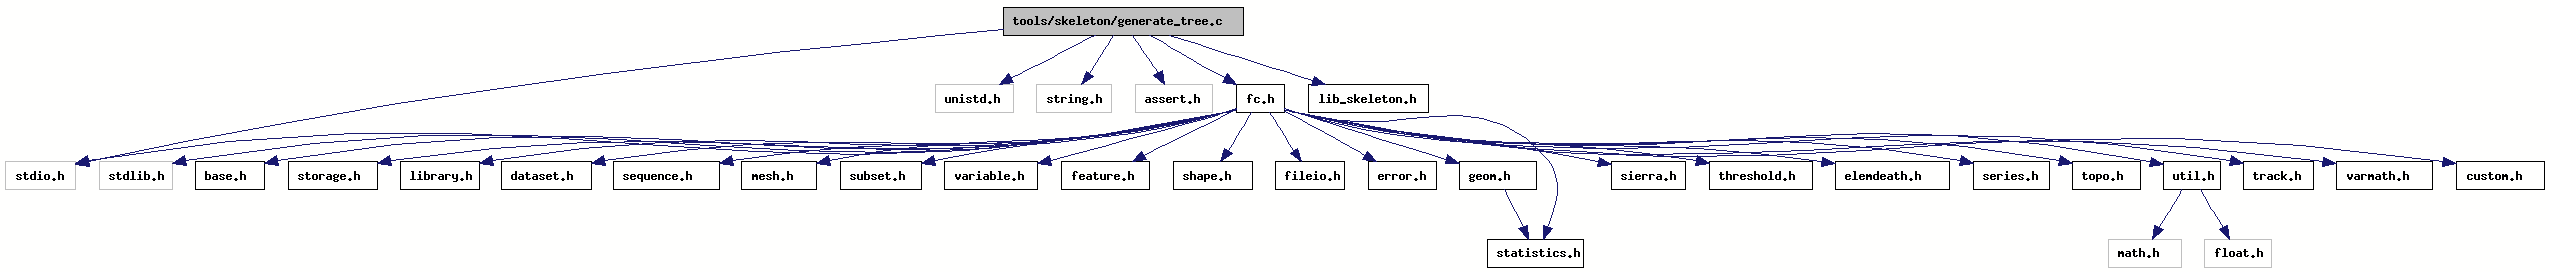 tools/skeleton/generate_tree.c
unistd.h
string.h
assert.h
fc.h
lib_skeleton.h
stdio.h
stdlib.h
base.h
storage.h
library.h
dataset.h
sequence.h
mesh.h
subset.h
variable.h
feature.h
shape.h
fileio.h
error.h
geom.h
sierra.h
threshold.h
elemdeath.h
series.h
topo.h
util.h
track.h
varmath.h
custom.h
statistics.h
math.h
float.h